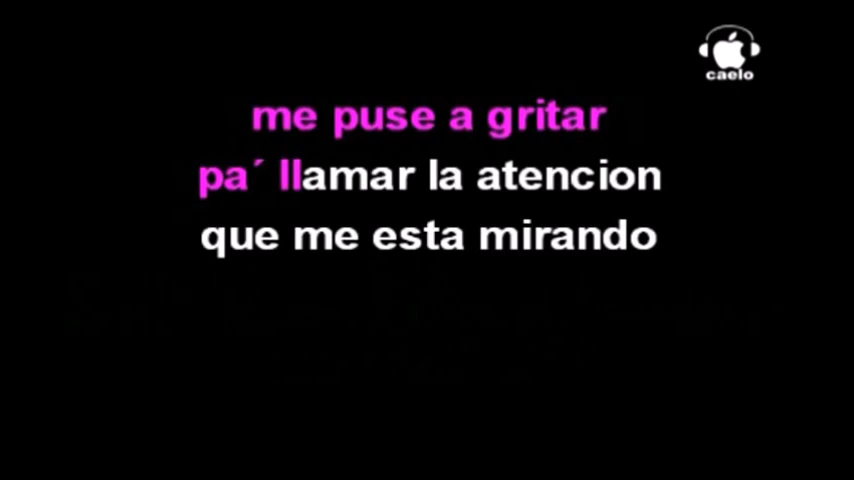 caelo
me puse a gritar
pa´ llamar la atencion
que me esta mirando